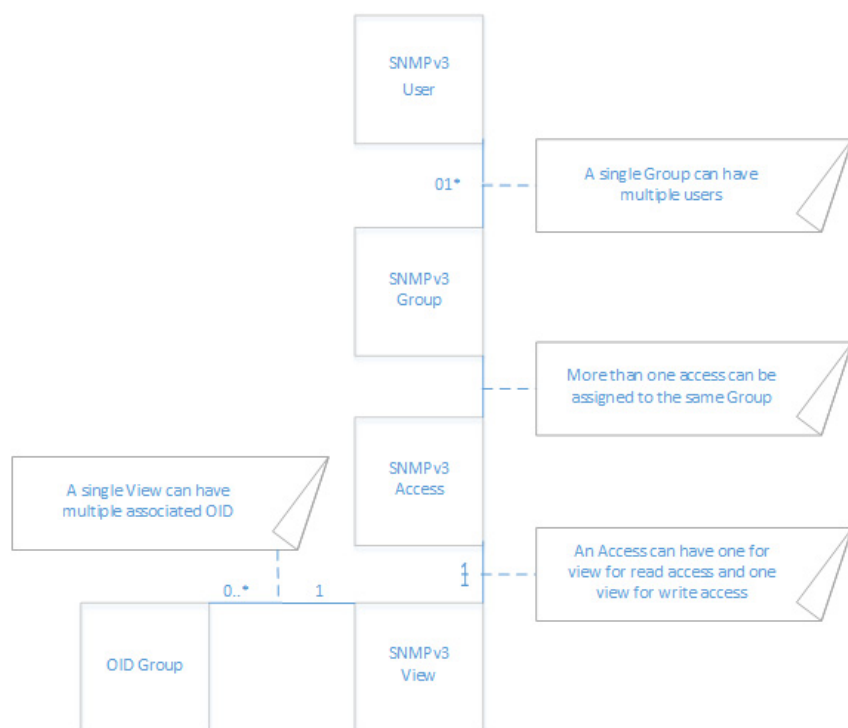 SNMPv3
User
01*
A single Group can have
multiple users
SNMPv3
Group
More than one access can be
assigned to the same Group
SNMPv3
Access
A single View can have
multiple associated OID
An Access can have one for
view for read access and one
view for write access
1
1
0..*
1
OID Group
SNMPv3
View